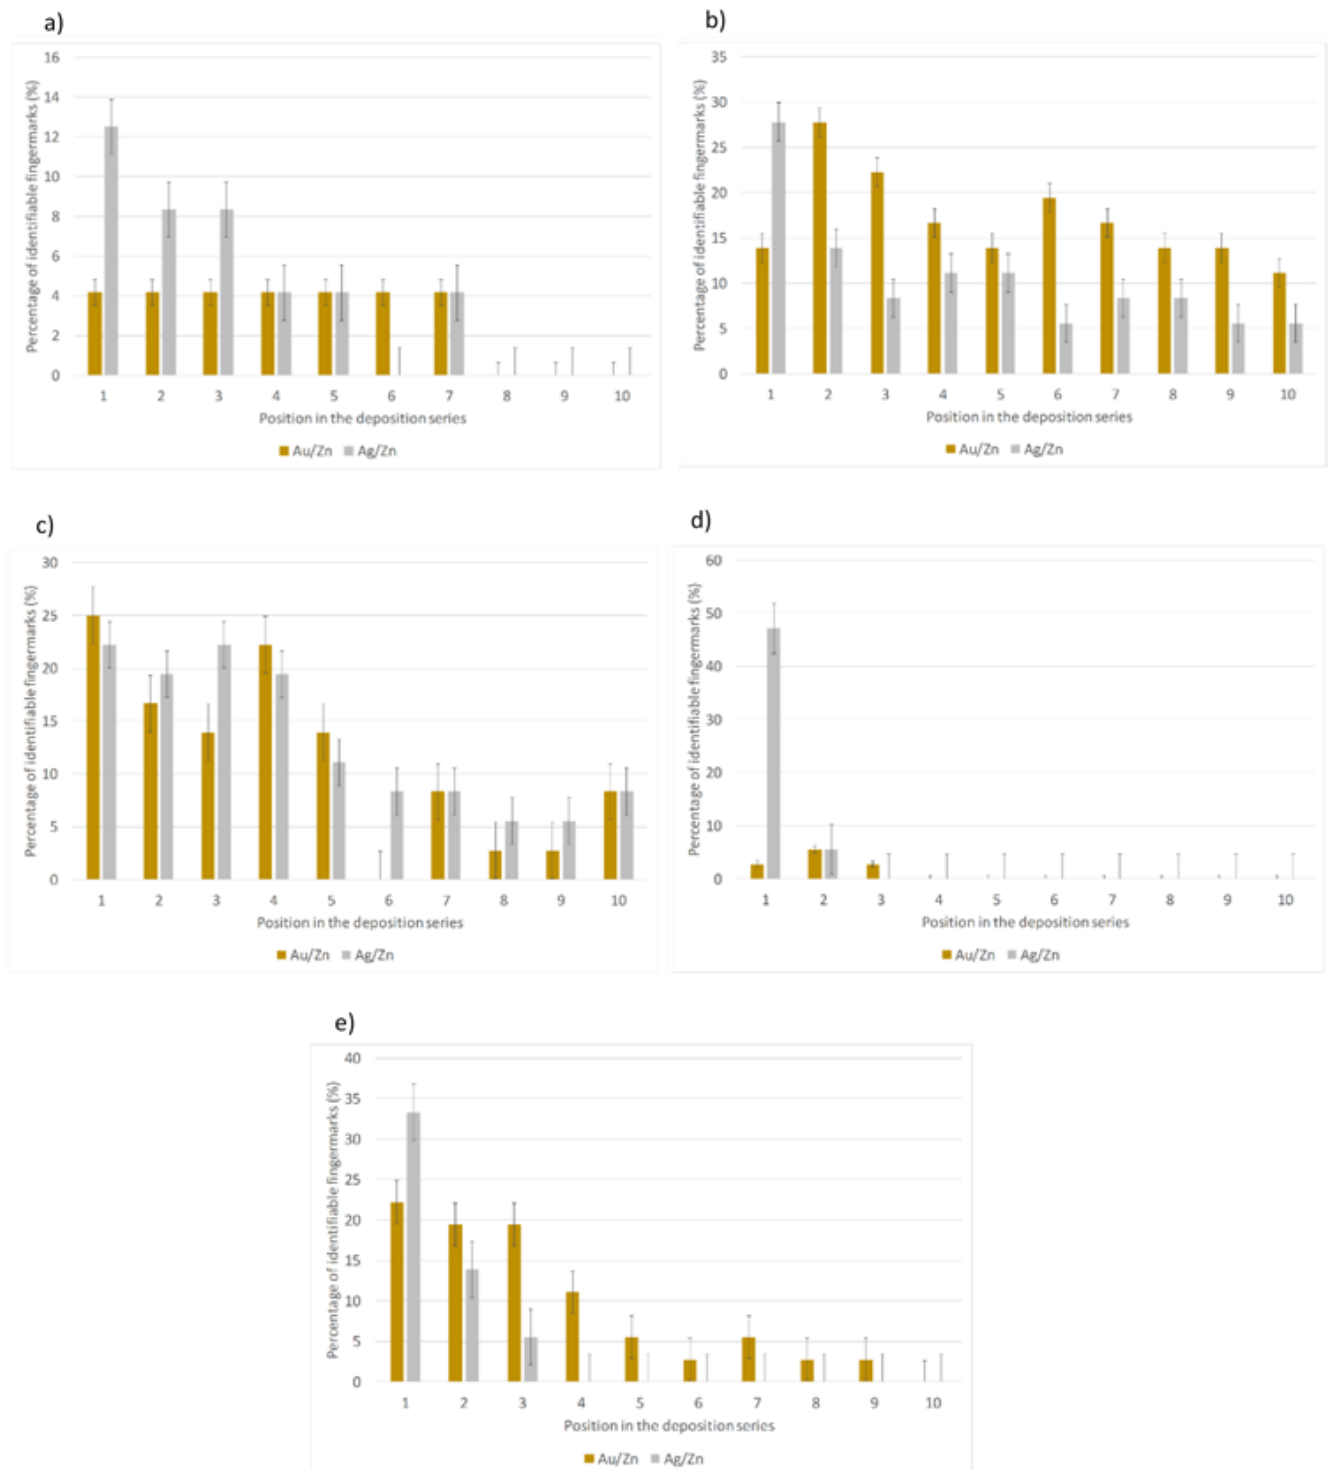 a)
Percentage of identifiable fingermarks (%)
16
14
12
10
8
6
4
2
0
1 2 3 4 5 6 7 8 9 10
Position in the deposition series
Au/Zn Ag/Zn
b)
Percentage of identifiable fingermarks (%)
35
30
25
20
15
10
5
0
1 2 3 4 5 6 7 8 9 10
Position in the deposition series
Au/Zn Ag/Zn
c)
Percentage of identifiable fingermarks (%)
30
25
20
15
10
5
0
1 2 3 4 5 6 7 8 9 10
Position in the deposition series
Au/Zn Ag/Zn
d)
Percentage of identifiable fingermarks (%)
60
50
40
30
20
10
0
1 2 3 4 5 6 7 8 9 10
Position in the deposition series
Au/Zn Ag/Zn
e)
Percentage of identifiable fingermarks (%)
40
35
30
25
20
15
10
5
0
1 2 3 4 5 6 7 8 9 10
Position in the deposition series
Au/Zn Ag/Zn